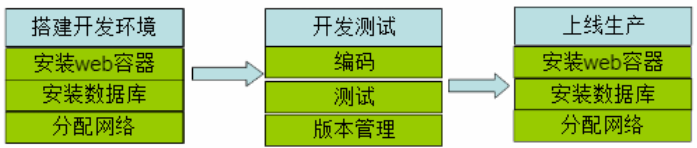 搭建开发环境
安装web容器
安装数据库
分配网络
开发测试
编码
测试
版本管理
上线生产
安装web容器
安装数据库
分配网络